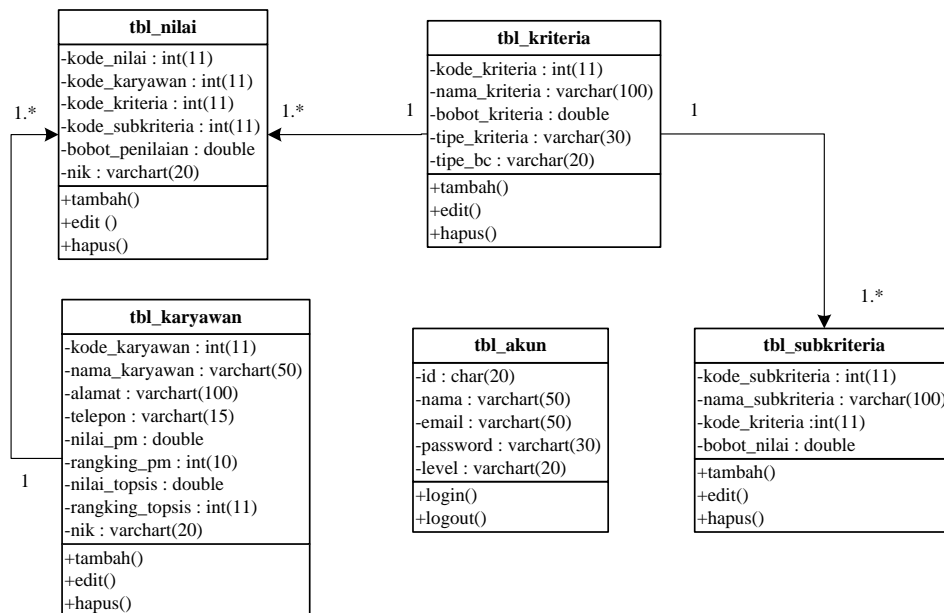 tbl_nilai
-kode_nilai : int(11)
-kode_karyawan : int(11)
-kode_kriteria : int(11)
-kode_subkriteria : int(11)
-bobot_penilaian : double
-nik : varchart(20)
+tambah()
+edit ()
+hapus()
1.*
1.*
1
tbl_kriteria
-kode_kriteria : int(11)
-nama_kriteria : varchar(100)
-bobot_kriteria : double
-tipe_kriteria : varchar(30)
-tipe_bc : varchar(20)
+tambah()
+edit()
+hapus()
1
1.*
tbl_karyawan
-kode_karyawan : int(11)
-nama_karyawan : varchart(50)
-alamat : varchart(100)
-telepon : varchart(15)
-nilai_pm : double
-rangking_pm : int(10)
-nilai_topsis : double
-rangking_topsis : int(11)
-nik : varchart(20)
+tambah()
+edit()
+hapus()
1
tbl_akun
-id : char(20)
-nama : varchart(50)
-email : varchart(50)
-password : varchart(30)
-level : varchart(20)
+login()
+logout()
tbl_subkriteria
-kode_subkriteria : int(11)
-nama_subkriteria : varchar(100)
-kode_kriteria :int(11)
-bobot_nilai : double
+tambah()
+edit()
+hapus()